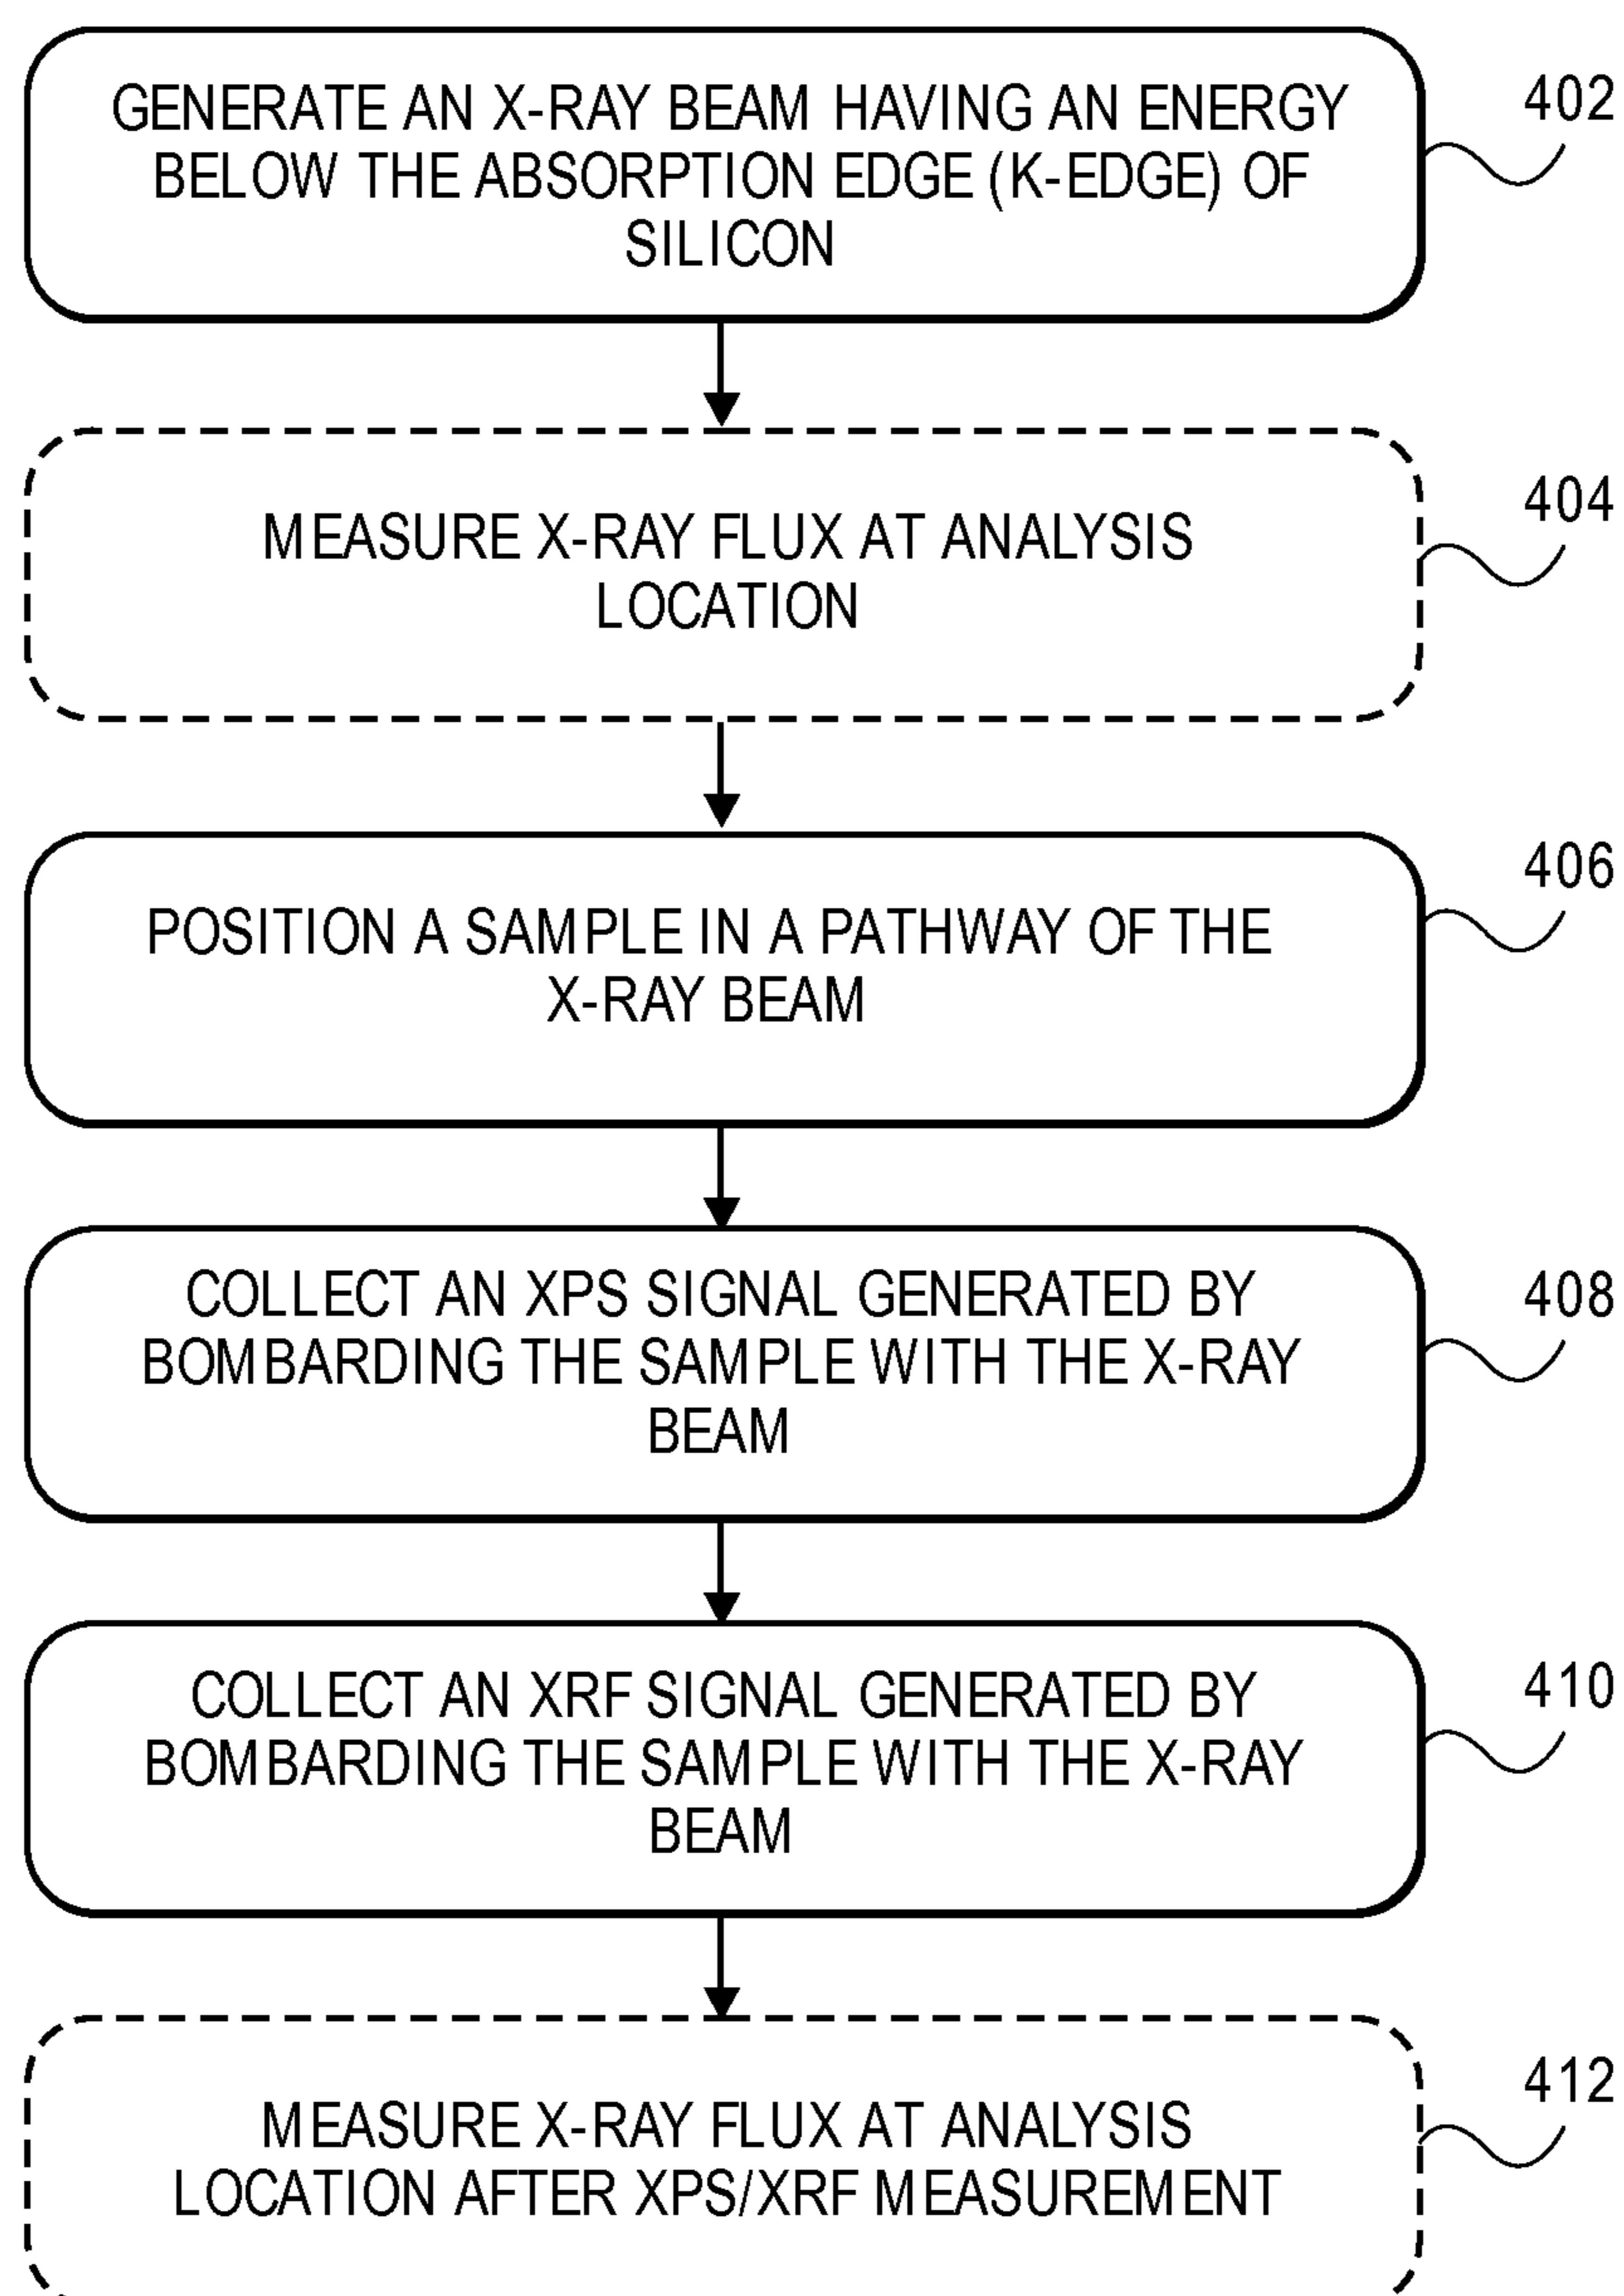 GENERATE AN X-RAY BEAM HAVING AN ENERGY
BELOW THE ABSORPTION EDGE (K-EDGE) OF
SILICON
402
MEASURE X-RAY FLUX AT ANALYSIS
LOCATION
404
POSITION A SAMPLE IN A PATHWAY OF THE
X-RAY BEAM
406
COLLECT AN XPS SIGNAL GENERATED BY
BOMBARDING THE SAMPLE WITH THE X-RAY
BEAM
408
COLLECT AN XRF SIGNAL GENERATED BY
BOMBARDING THE SAMPLE WITH THE X-RAY
BEAM
410
MEASURE X-RAY FLUX AT ANALYSIS
LOCATION AFTER XPS/XRF MEASUREMENT
412